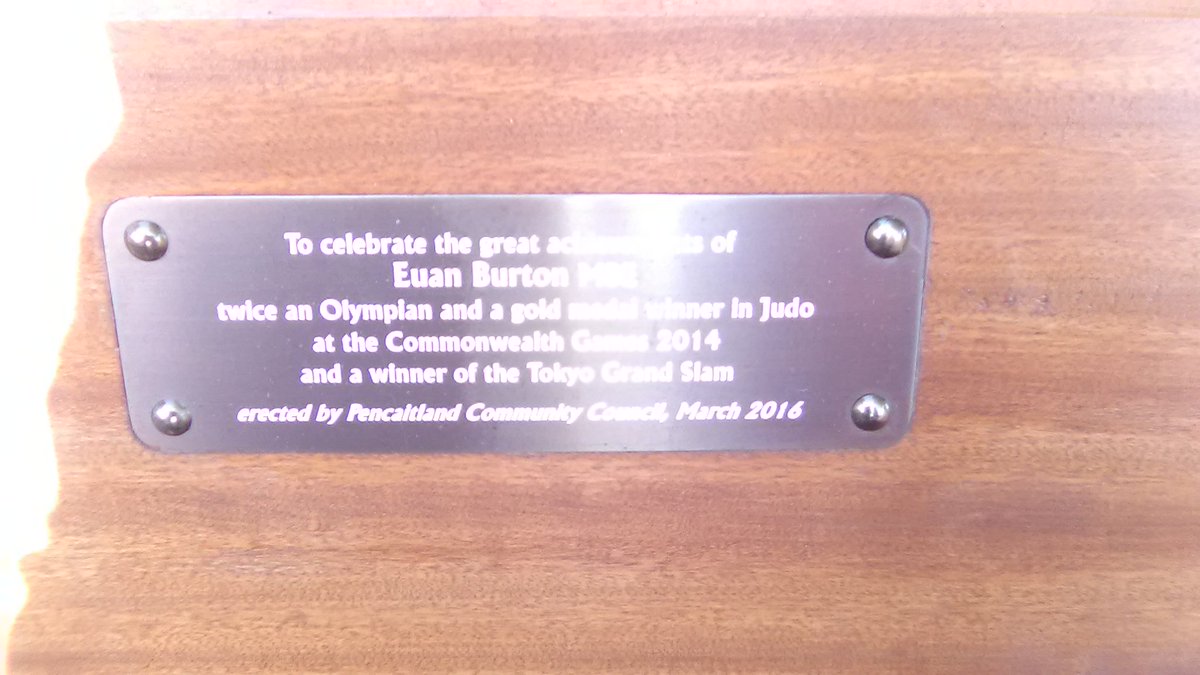 To celebrate the great achievements of
Euan Burton MBE
twice an Olympian and a gold medal winner in Judo
at the Commonwealth Games 2014
and a winner of the Tokyo Grand Slam
erected by Pencaitland Community Council, March 2016